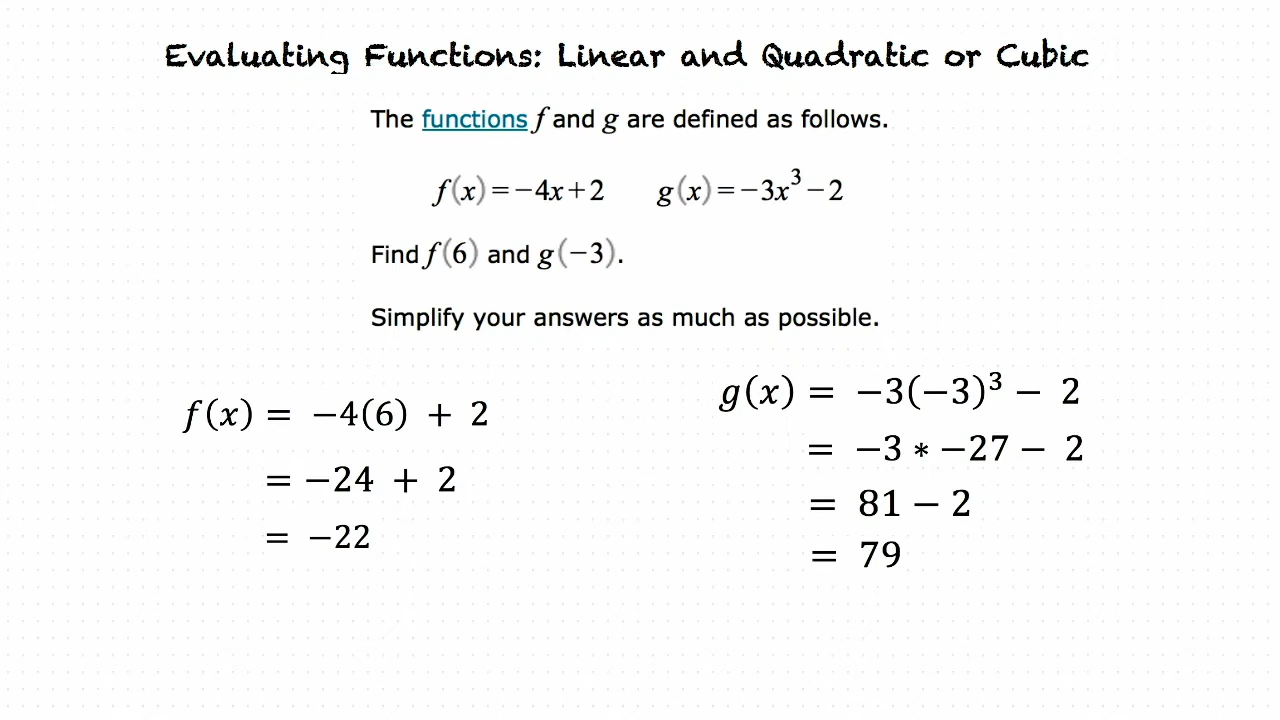 Evaluating Functions: Linear and Quadratic or Cubic
The functions f and g are defined as follows.
f(x)=−4x+2 g(x)=−3x³−2
Find f(6) and g(−3).
Simplify your answers as much as possible.
f(x) = −4(6) + 2
= −24 + 2
= −22
g(x) = −3(−3)³ − 2
= −3 ∗ −27 − 2
= 81 − 2
= 79